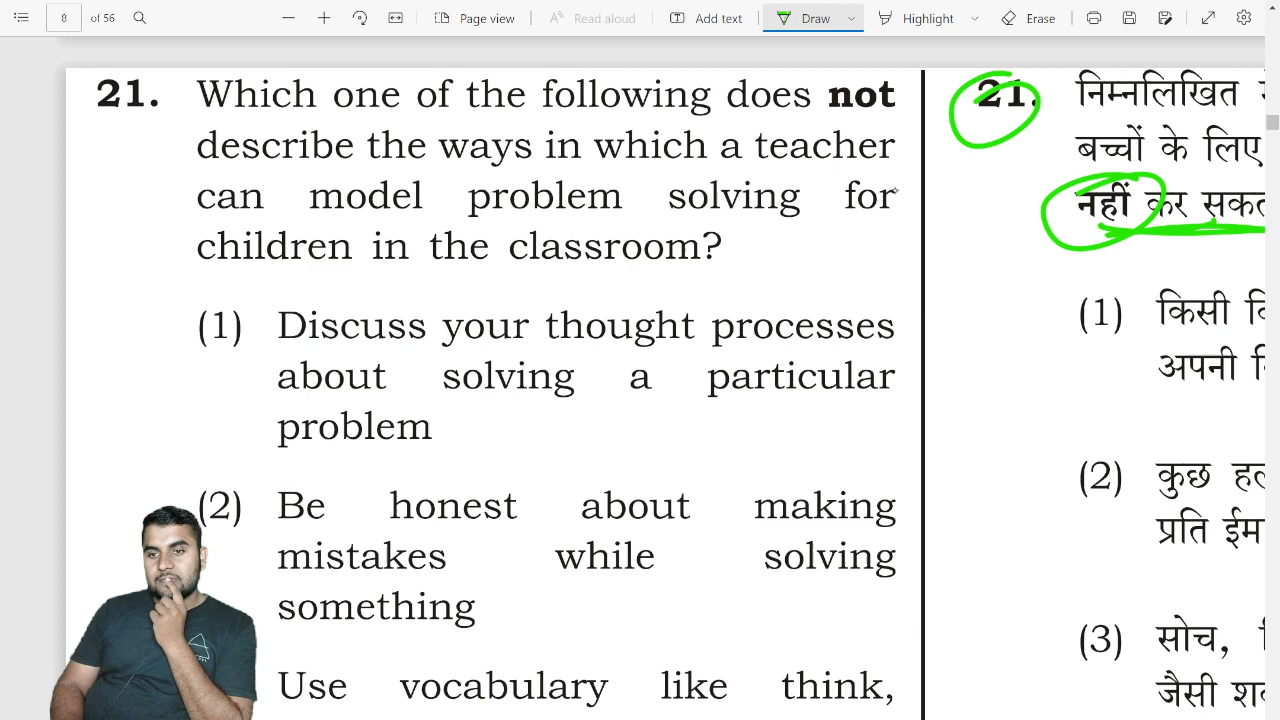 8 of 56 Page view Read aloud Add text Draw Highlight Erase
21. Which one of the following does not
describe the ways in which a teacher
can model problem solving for
children in the classroom?
(1) Discuss your thought processes
about solving a particular
problem
(2) Be honest about making
mistakes while solving
something
Use vocabulary like think,
21. निम्नलिखित
बच्चों के लिए
नहीं कर
(1) किसी
अपनी
(2) कुछ
प्रति
(3) सोच,
जैसी